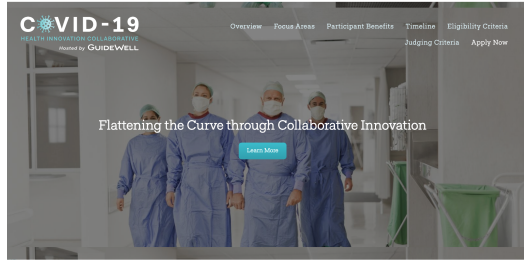 COVID-19
HEALTH INNOVATION COLLABORATIVE
Hosted by GUIDEWELL
Overview Focus Areas Participant Benefits Timeline Eligibility Criteria
Judging Criteria Apply Now
Flattening the Curve through Collaborative Innovation
Learn More